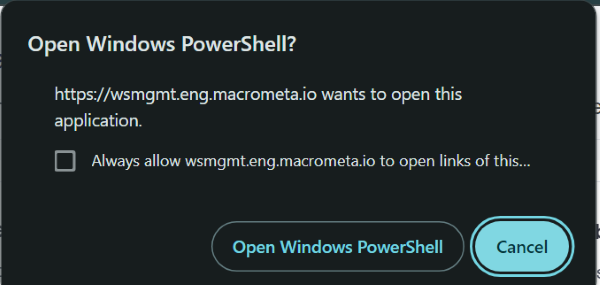 Open Windows PowerShell?
https://wsmgmt.eng.macrometa.io wants to open this
application.
Always allow wsmgmt.eng.macrometa.io to open links of this...
Open Windows PowerShell
Cancel